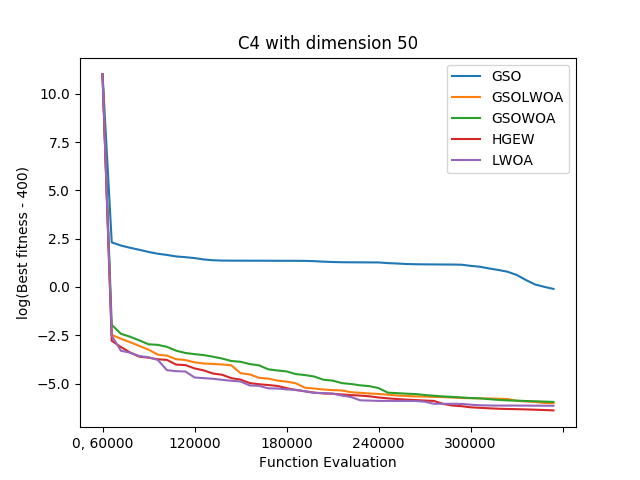 C4 with dimension 50
log(Best fitness - 400)
10.0
7.5
5.0
2.5
0.0
−2.5
−5.0
GSO
GSOLWOA
GSOWOA
HGEW
LWOA
0, 60000 120000 180000 240000 300000
Function Evaluation